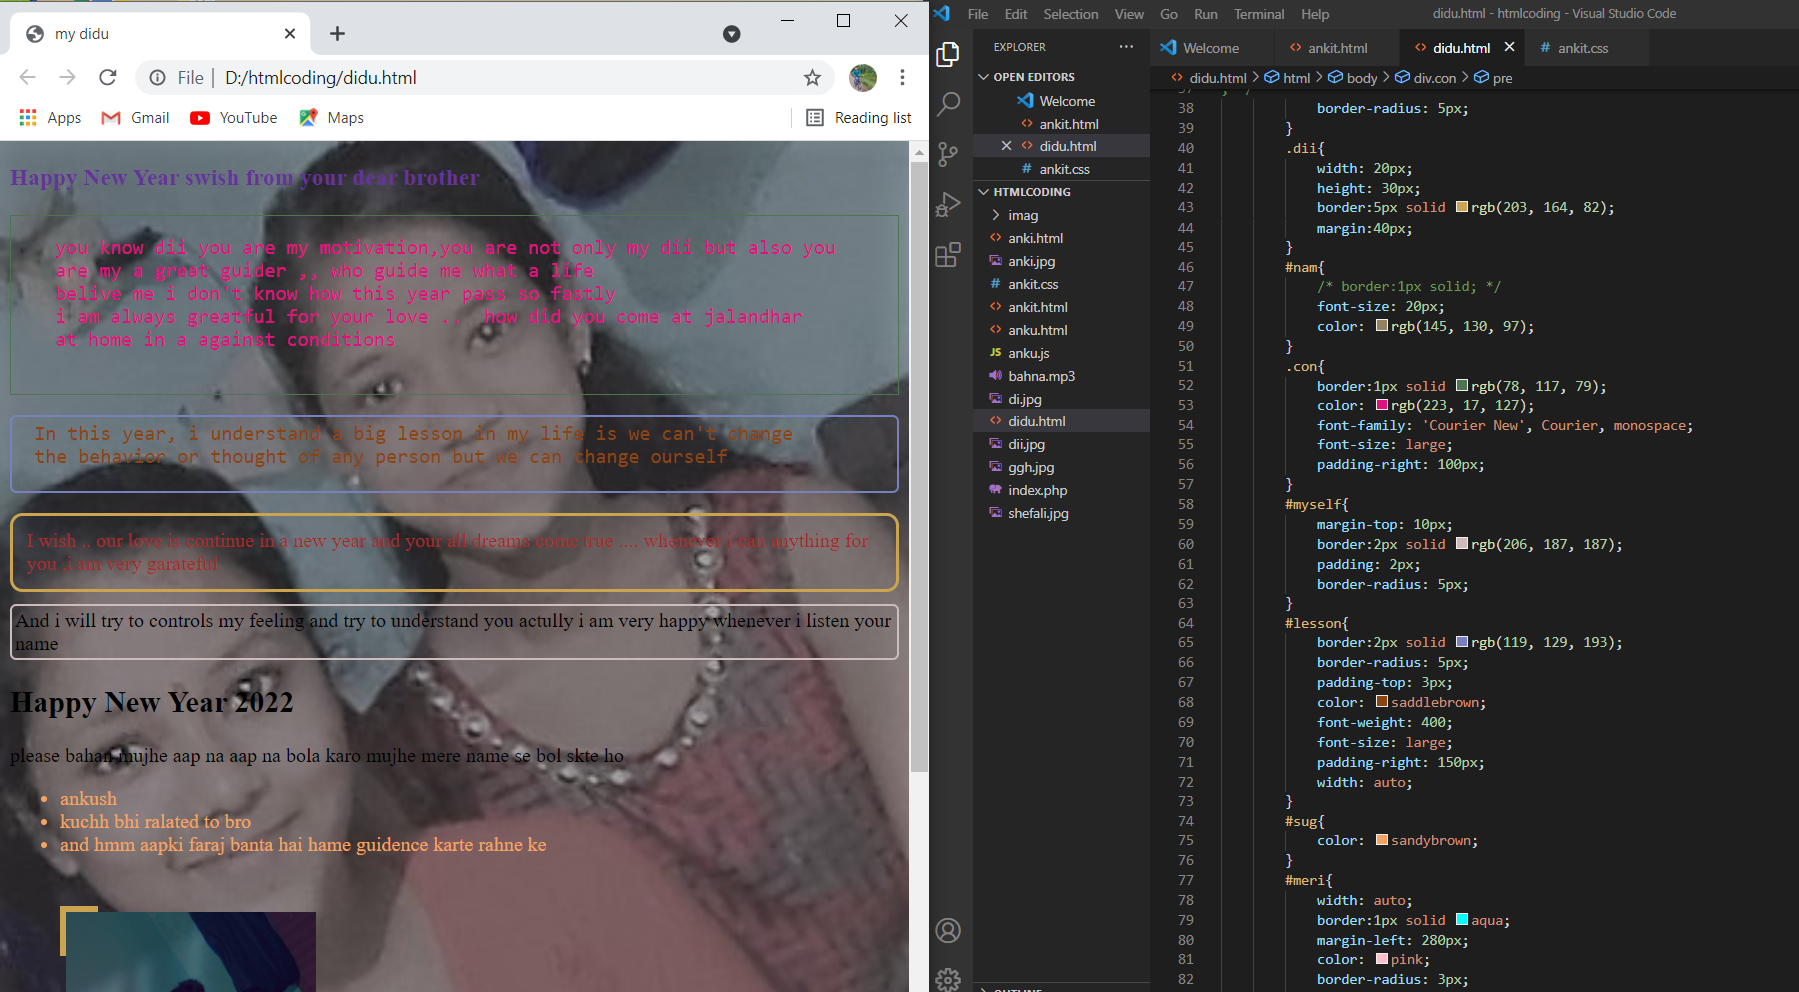 my didu
File
D:/htmlcoding/didu.html
Apps
Gmail
YouTube
Maps
Reading list
Happy New Year swish from your dear brother
you know dii you are my motivation,you are not only my dii but also you
are my a great guider ,, who guide me what a life
belive me i don't know how this year pass so fastly
i am always greatful for your love .. how did you come at jalandhar
at home in a against conditions
In this year, i understand a big lesson in my life is we can't change
the behavior or thought of any person but we can change ourself
I wish .. our love is continue in a new year and your all dreams come true .... whenever i can anything for
you ,i am very garateful
And i will try to controls my feeling and try to understand you actully i am very happy whenever i listen your
name
Happy New Year 2022
please bahan mujhe aap na aap na bola karo mujhe mere name se bol skte ho
ankush
kuchh bhi ralated to bro
and hmm aapki faraj banta hai hame guidence karte rahne ke
File Edit Selection View Go Run Terminal Help
didu.html - htmlcoding - Visual Studio Code
EXPLORER
OPEN EDITORS
Welcome
ankit.html
didu.html
ankit.css
HTMLCODING
imag
anki.html
anki.jpg
ankit.css
ankit.html
anku.html
JS anku.js
bahna.mp3
di.jpg
didu.html
dii.jpg
ggh.jpg
index.php
shefali.jpg
Welcome
ankit.html
didu.html
ankit.css
didu.html > html > body > div.con > pre
38 border-radius: 5px;
39 }
40 .dii{
41 width: 20px;
42 height: 30px;
43 border:5px solid rgb(203, 164, 82);
44 margin:40px;
45 }
46 #nam{
47 /* border:1px solid; */
48 font-size: 20px;
49 color: rgb(145, 130, 97);
50 }
51 .con{
52 border:1px solid rgb(78, 117, 79);
53 color: rgb(223, 17, 127);
54 font-family: 'Courier New', Courier, monospace;
55 font-size: large;
56 padding-right: 100px;
57 }
58 #myself{
59 margin-top: 10px;
60 border:2px solid rgb(206, 187, 187);
61 padding: 2px;
62 border-radius: 5px;
63 }
64 #lesson{
65 border:2px solid rgb(119, 129, 193);
66 border-radius: 5px;
67 padding-top: 3px;
68 color: saddlebrown;
69 font-weight: 400;
70 font-size: large;
71 padding-right: 150px;
72 width: auto;
73 }
74 #sug{
75 color: sandybrown;
76 }
77 #meri{
78 width: auto;
79 border:1px solid aqua;
80 margin-left: 280px;
81 color: pink;
82 border-radius: 3px;